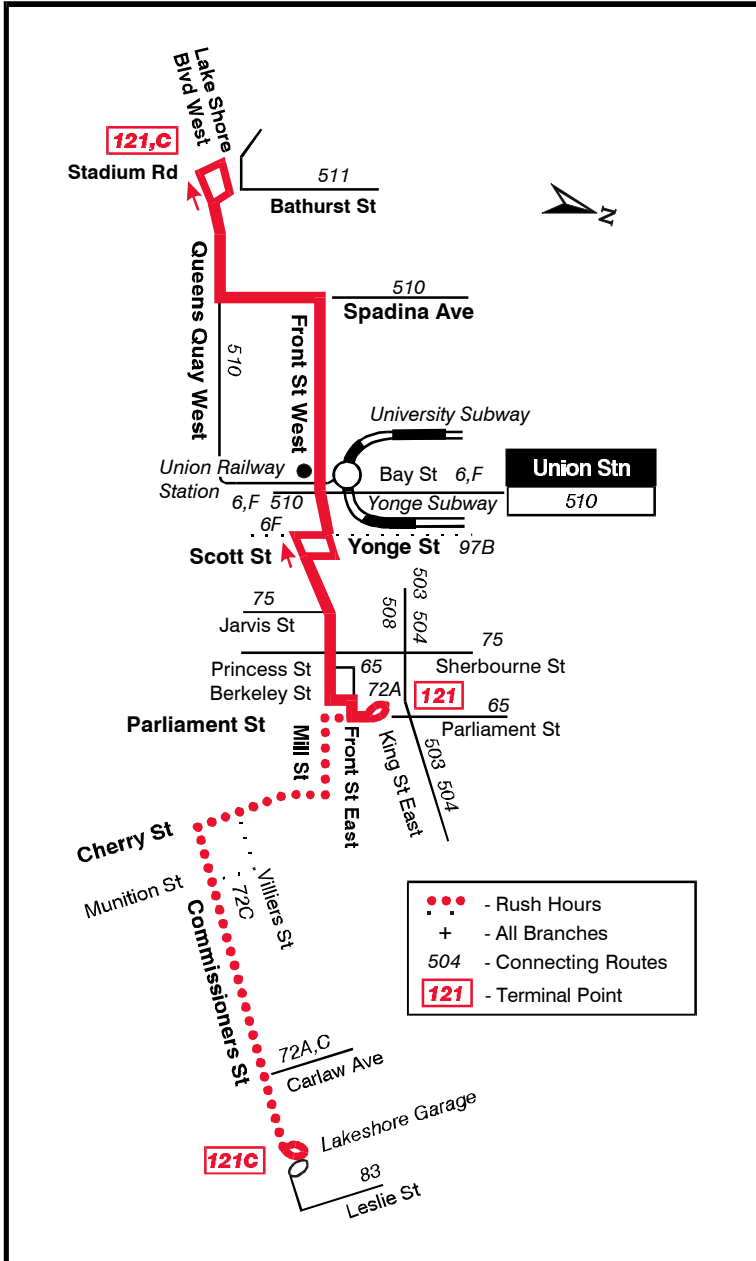 Lake Shore
Blvd West
121,C
Stadium Rd
511
Bathurst St
N
510
Spadina Ave
Queens Quay West
510
Front St West
University Subway
Union Railway
Station
Bay St 6,F
Union Stn
510
6,F 510
Yonge Subway
6F
Scott St
Yonge St
97B
75
Jarvis St
503
504
508
75
Sherbourne St
Princess St
65
Berkeley St
72A
121
65
Parliament St
Parliament St
Mill St
Front St East
King St East
503
504
Cherry St
Munition St
72C
Villiers St
Commissioners St
- Rush Hours
+ - All Branches
504 - Connecting Routes
121 - Terminal Point
72A,C
Carlaw Ave
Lakeshore Garage
121C
83
Leslie St